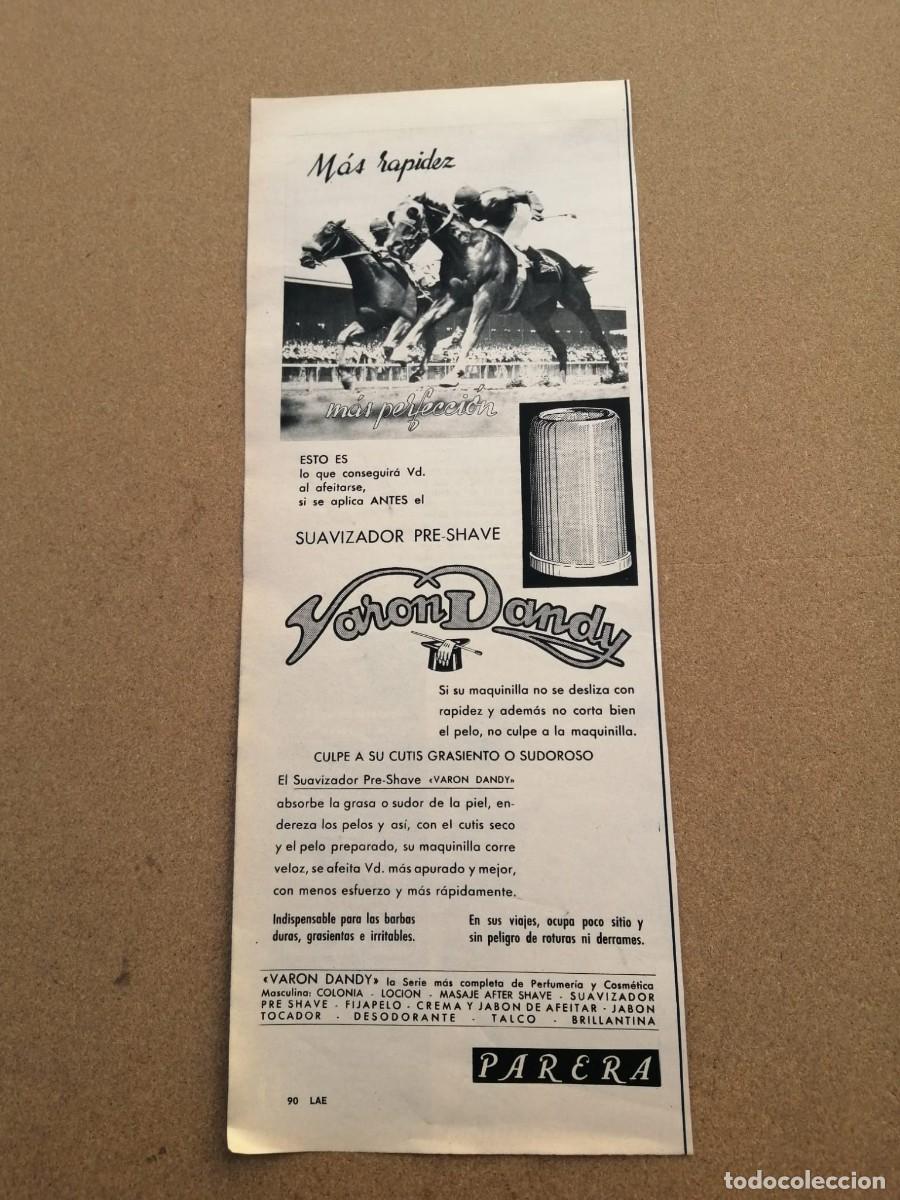 Más rapidez
más perfección
ESTO ES
lo que conseguirá Vd.
al afeitarse,
si se aplica ANTES el
SUAVIZADOR PRE-SHAVE
Varon Dandy
Si su maquinilla no se desliza con
rapidez y además no corta bien
el pelo, no culpe a la maquinilla.
CULPE A SU CUTIS GRASIENTO O SUDOROSO
El Suavizador Pre-Shave «VARON DANDY»
absorbe la grasa o sudor de la piel, en-
dereza los pelos y así, con el cutis seco
y el pelo preparado, su maquinilla corre
veloz, se afeita Vd. más apurado y mejor,
con menos esfuerzo y más rápidamente.
Indispensable para las barbas
duras, grasientas e irritables.
En sus viajes, ocupa poco sitio y
sin peligro de roturas ni derrames.
«VARON DANDY» la Serie más completa de Perfumería y Cosmética
Masculina: COLONIA - LOCION - MASAJE AFTER SHAVE - SUAVIZADOR
PRE SHAVE - FIJAPELO - CREMA Y JABON DE AFEITAR - JABON
TOCADOR - DESODORANTE - TALCO - BRILLANTINA
PARERA
90 LAE
todocoleccion